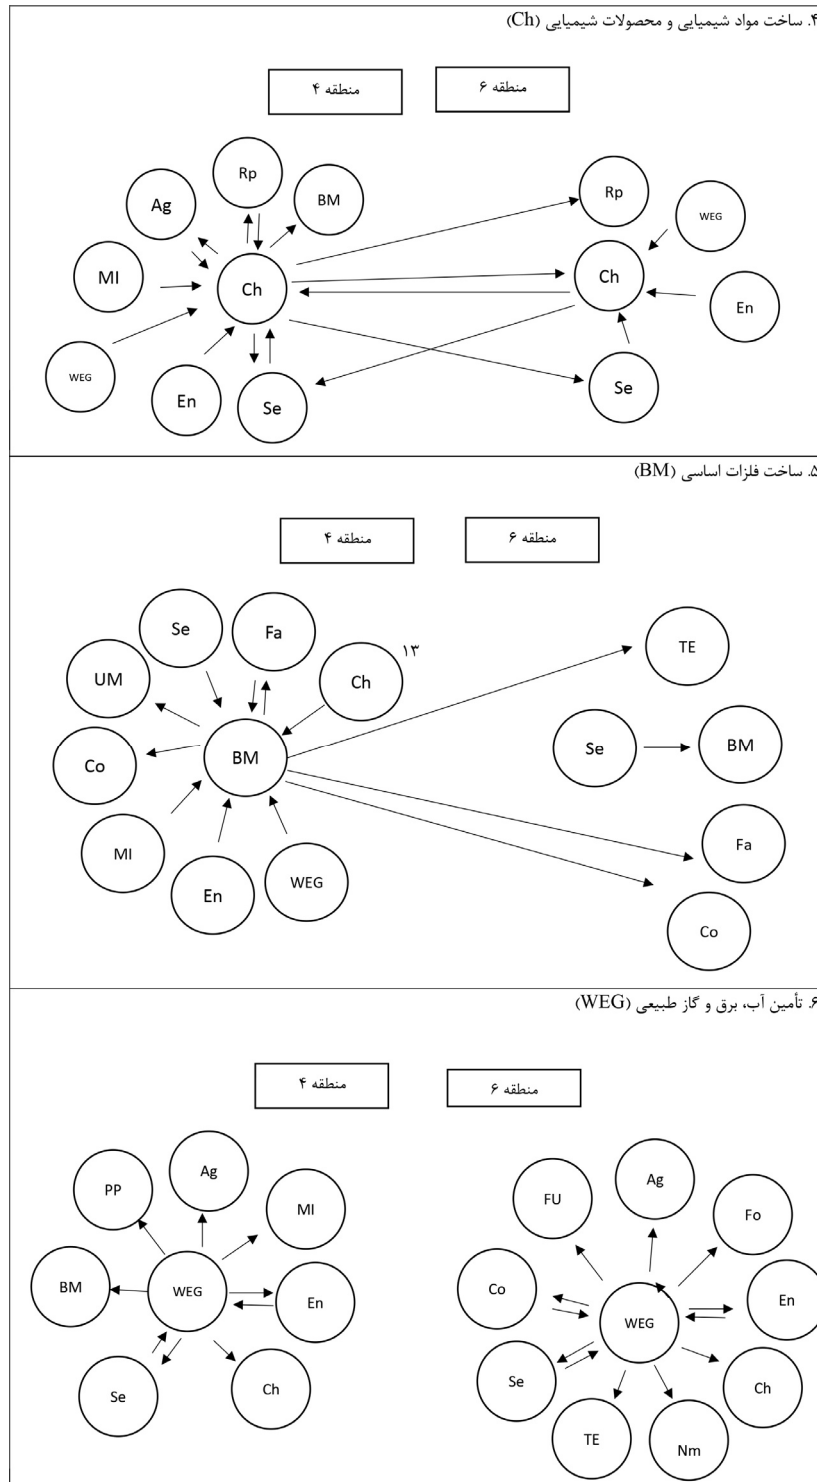 ۴. ساخت مواد شیمیایی و محصولات شیمیایی (Ch)
منطقه ۴
منطقه ۶
Rp
BM
Ag
MI
Ch
WEG
En
Se
Rp
WEG
Ch
En
Se
۵. ساخت فلزات اساسی (BM)
منطقه ۴
منطقه ۶
Se
Fa
Ch
۱۳
UM
BM
Co
MI
En
WEG
TE
Se
BM
Fa
Co
۶. تأمین آب، برق و گاز طبیعی (WEG)
منطقه ۴
منطقه ۶
Ag
PP
MI
BM
WEG
En
Se
Ch
Ag
FU
Fo
Co
WEG
En
Se
Ch
TE
Nm